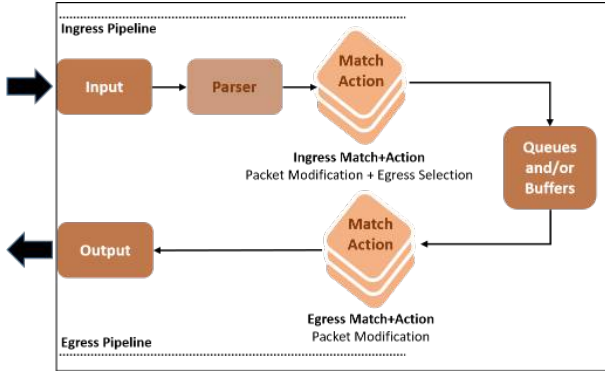 Ingress Pipeline
Input
Parser
Match
Action
Ingress Match+Action
Packet Modification + Egress Selection
Queues
and/or
Buffers
Output
Match
Action
Egress Match+Action
Packet Modification
Egress Pipeline